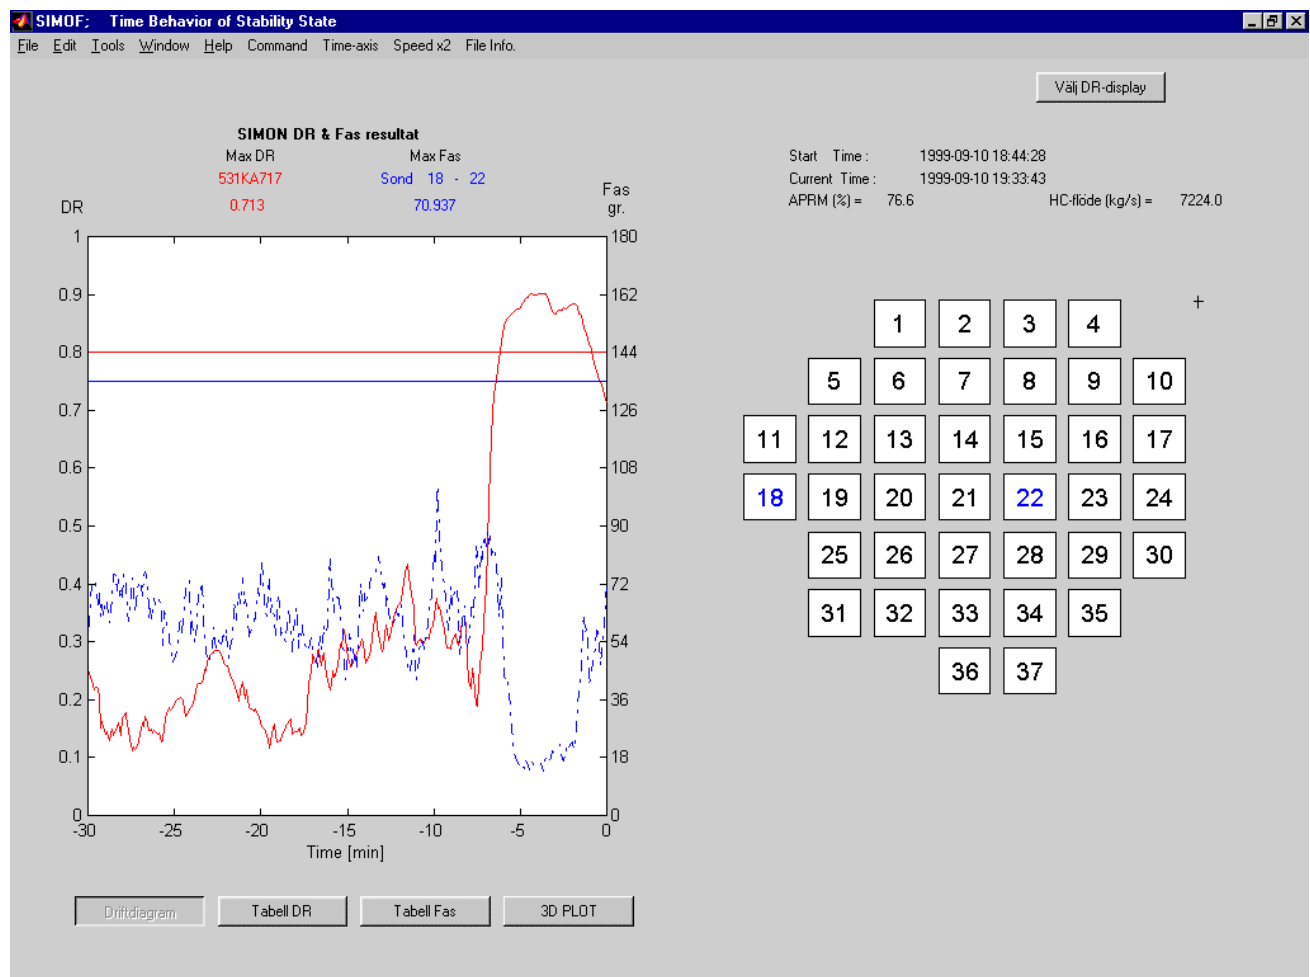 SIMOF; Time Behavior of Stability State
File Edit Tools Window Help Command Time-axis Speed x2 File Info.
Välj DR-display
SIMON DR & Fas resultat
Max DR Max Fas
531KA717 Sond 18 - 22
DR 0.713 70.937 Fas gr.
Start Time : 1999-09-10 18:44:28
Current Time : 1999-09-10 19:33:43
APRM (%) = 76.6 HC-flöde (kg/s) = 7224.0
1 180
0.9 162
0.8 144
0.7 126
0.6 108
0.5 90
0.4 72
0.3 54
0.2 36
0.1 18
0 0
-30 -25 -20 -15 -10 -5 0
Time [min]
+
1 2 3 4
5 6 7 8 9 10
11 12 13 14 15 16 17
18 19 20 21 22 23 24
25 26 27 28 29 30
31 32 33 34 35
36 37
Driftdiagram Tabell DR Tabell Fas 3D PLOT